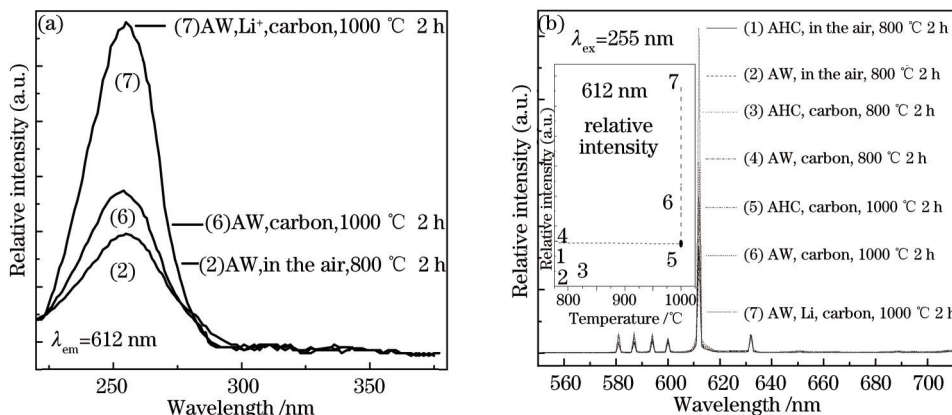 (a)
(7)AW,Li⁺,carbon,1000 ℃ 2 h
(7)
(6)
(6)AW,carbon,1000 ℃ 2 h
(2)
(2)AW,in the air,800 ℃ 2 h
λem=612 nm
Relative intensity (a.u.)
220
250
300
350
Wavelength /nm
(b)
λex=255 nm
(1) AHC, in the air, 800 ℃ 2 h
(2) AW, in the air, 800 ℃ 2 h
(3) AHC, carbon, 800 ℃ 2 h
(4) AW, carbon, 800 ℃ 2 h
(5) AHC, carbon, 1000 ℃ 2 h
(6) AW, carbon, 1000 ℃ 2 h
(7) AW, Li, carbon, 1000 ℃ 2 h
612 nm
relative
intensity
7
6
5
4
1
2
3
Relative intensity /(a.u.)
800
900
1000
Temperature /℃
Relative intensity (a.u.)
560
580
600
620
640
660
680
700
Wavelength /nm